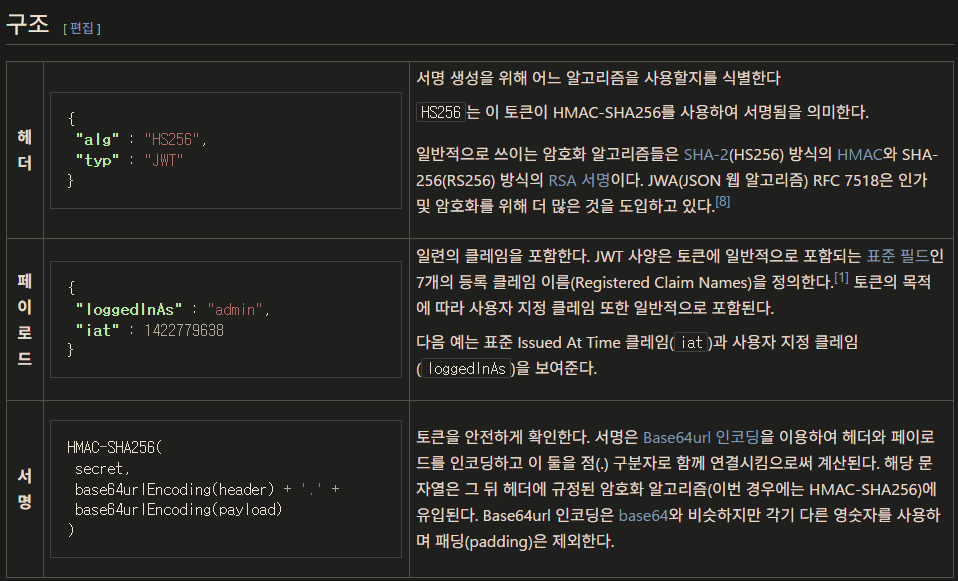 구조 [편집]
헤
더
{
"alg" : "HS256",
"typ" : "JWT"
}
서명 생성을 위해 어느 알고리즘을 사용할지를 식별한다
HS256는 이 토큰이 HMAC-SHA256를 사용하여 서명됨을 의미한다.
일반적으로 쓰이는 암호화 알고리즘들은 SHA-2(HS256) 방식의 HMAC와 SHA-
256(RS256) 방식의 RSA 서명이다. JWA(JSON 웹 알고리즘) RFC 7518은 인가
및 암호화를 위해 더 많은 것을 도입하고 있다.[8]
페
이
로
드
{
"loggedInAs" : "admin",
"iat" : 1422779638
}
일련의 클레임을 포함한다. JWT 사양은 토큰에 일반적으로 포함되는 표준 필드인
7개의 등록 클레임 이름(Registered Claim Names)을 정의한다.[1] 토큰의 목적
에 따라 사용자 지정 클레임 또한 일반적으로 포함된다.
다음 예는 표준 Issued At Time 클레임(iat)과 사용자 지정 클레임
(loggedInAs)을 보여준다.
서
명
HMAC-SHA256(
secret,
base64urlEncoding(header) + '.' +
base64urlEncoding(payload)
)
토큰을 안전하게 확인한다. 서명은 Base64url 인코딩을 이용하여 헤더와 페이로
드를 인코딩하고 이 둘을 점(.) 구분자로 함께 연결시킴으로써 계산된다. 해당 문
자열은 그 뒤 헤더에 규정된 암호화 알고리즘(이번 경우에는 HMAC-SHA256)에
유입된다. Base64url 인코딩은 base64와 비슷하지만 각기 다른 영숫자를 사용하
며 패딩(padding)은 제외한다.